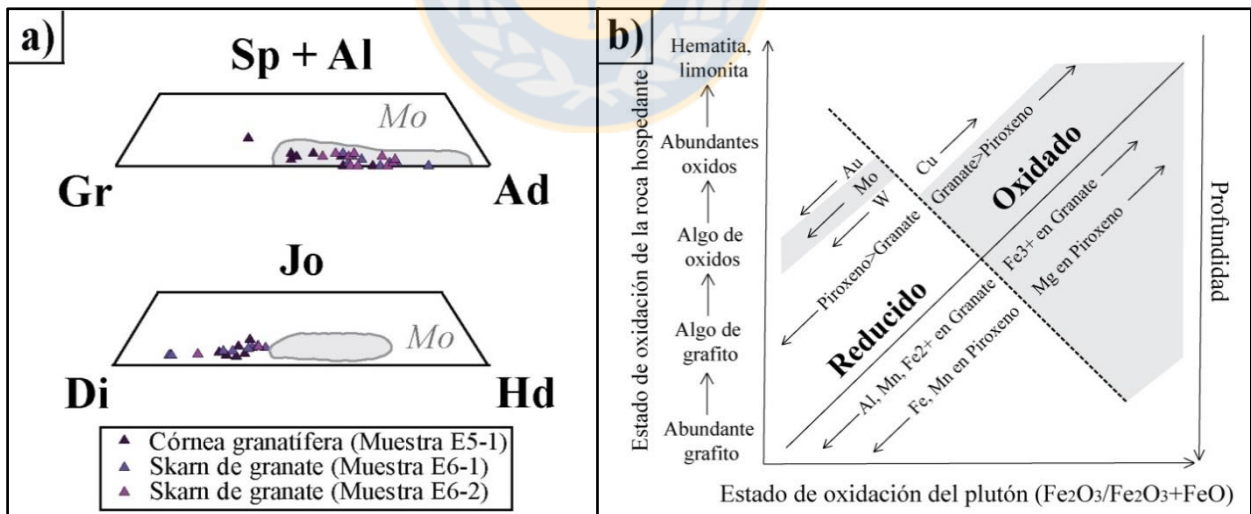 a)
Sp + Al
Mo
Gr
Ad
Jo
Mo
Di
Hd
Córnea granatífera (Muestra E5-1)
Skarn de granate (Muestra E6-1)
Skarn de granate (Muestra E6-2)
b)
Estado de oxidación de la roca hospedante
Hematita,
limonita
Abundantes
oxidos
Algo de
oxidos
Algo de
grafito
Abundante
grafito
Au
Mo
W
Cu
Granate>Piroxeno
Piroxeno>Granate
Oxidado
Reducido
Fe3+ en Granate
Mg en Piroxeno
Al, Mn, Fe2+ en Granate
Fe, Mn en Piroxeno
Profundidad
Estado de oxidación del plutón (Fe₂O₃/Fe₂O₃+FeO)